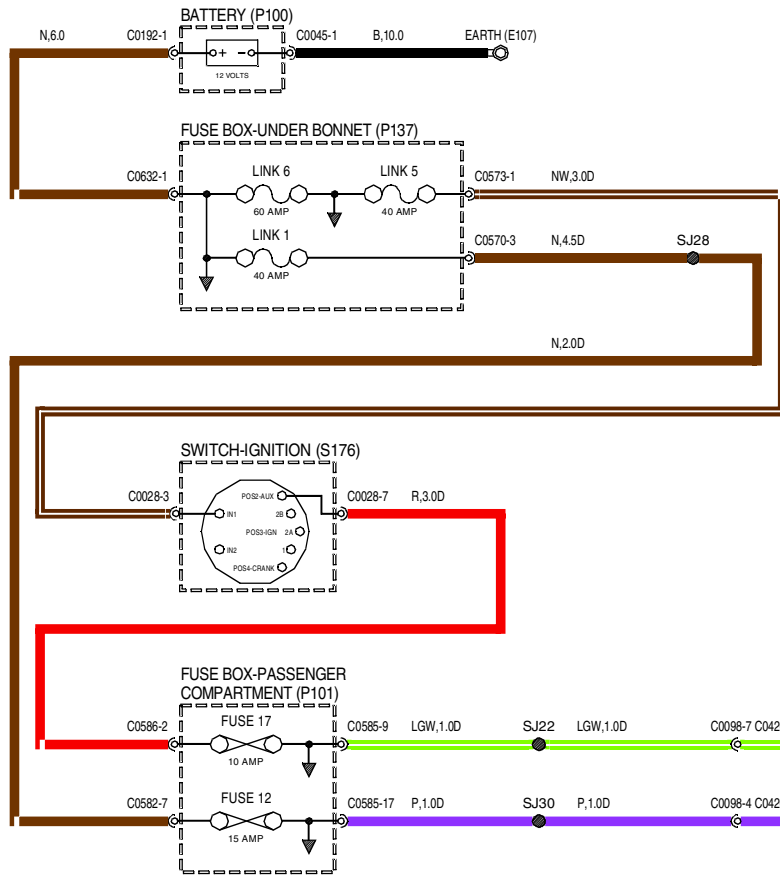 BATTERY (P100)
N,6.0
C0192-1
+ -
12 VOLTS
C0045-1
B,10.0
EARTH (E107)
FUSE BOX-UNDER BONNET (P137)
C0632-1
LINK 6
60 AMP
LINK 5
40 AMP
C0573-1
NW,3.0D
LINK 1
40 AMP
C0570-3
N,4.5D
SJ28
N,2.0D
SWITCH-IGNITION (S176)
C0028-3
POS2-AUX
IN1
2B
POS3-IGN
2A
IN2
1
POS4-CRANK
C0028-7
R,3.0D
FUSE BOX-PASSENGER
COMPARTMENT (P101)
C0586-2
FUSE 17
10 AMP
C0585-9
LGW,1.0D
SJ22
LGW,1.0D
C0098-7 C042
C0582-7
FUSE 12
15 AMP
C0585-17
P,1.0D
SJ30
P,1.0D
C0098-4 C042